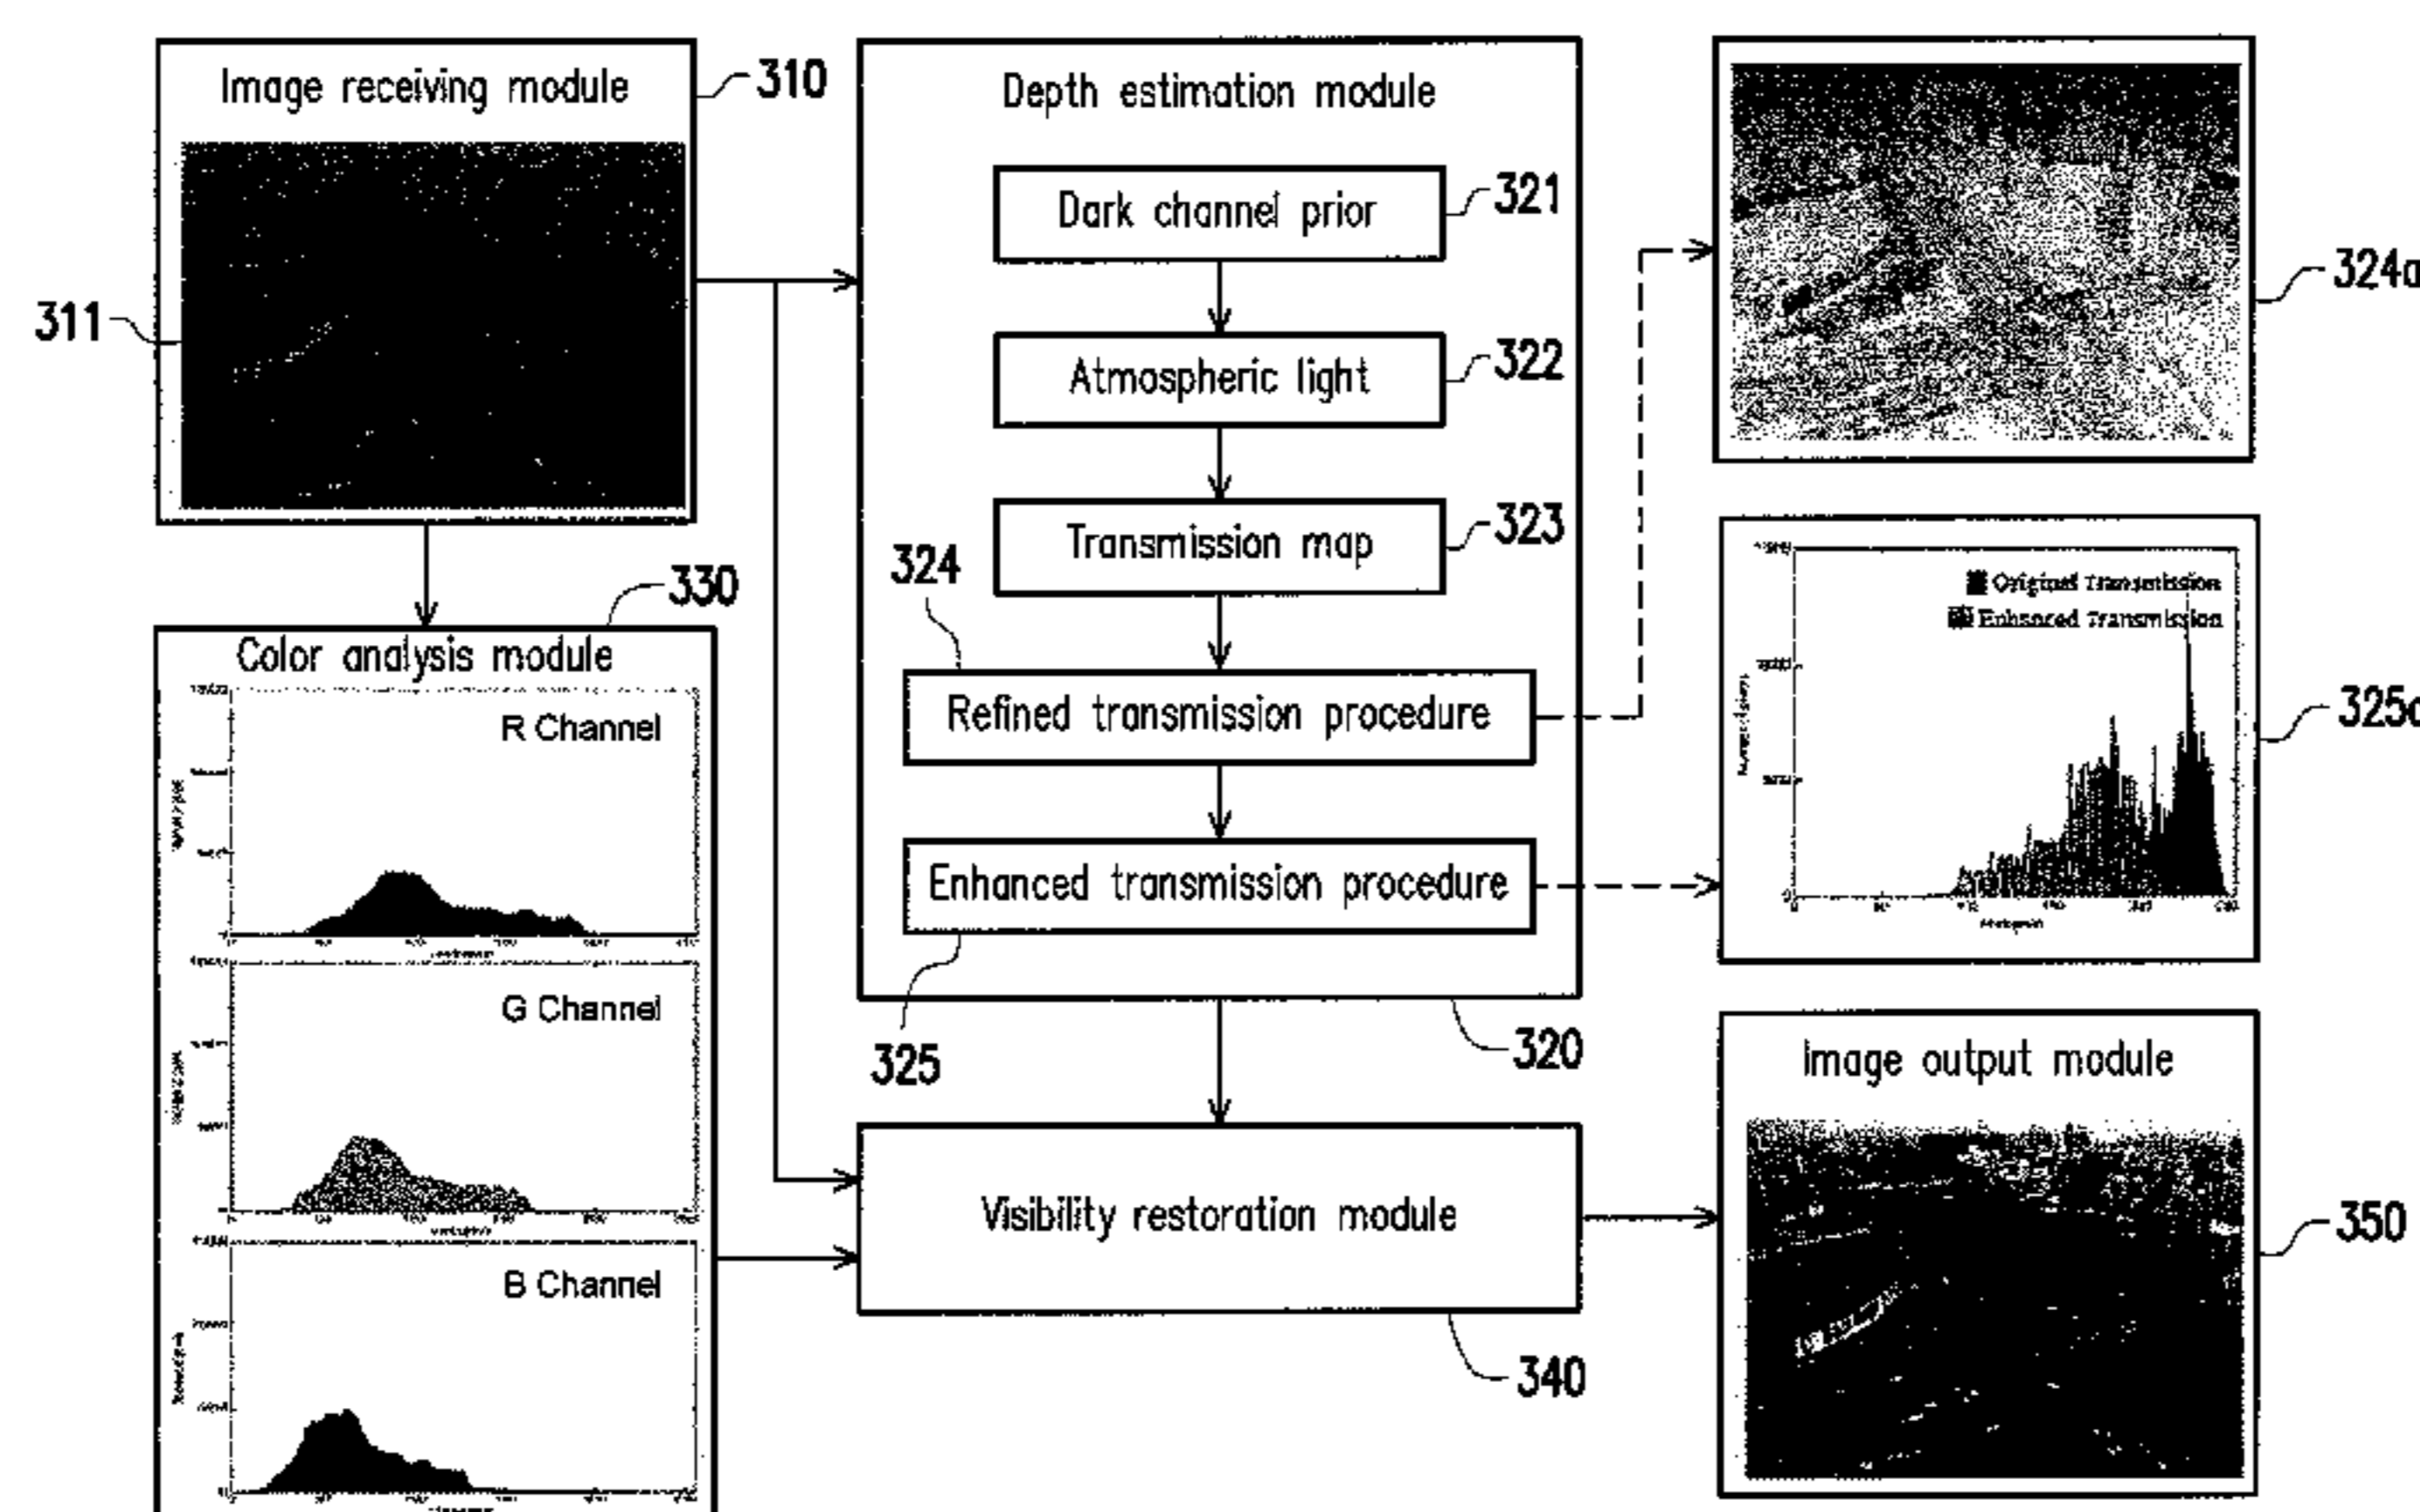 Image receiving module
310
311
Depth estimation module
Dark channel prior
321
Atmospheric light
322
Transmission map
323
324
Refined transmission procedure
Enhanced transmission procedure
325
320
324a
Original Transmission
Enhanced Transmission
330
Color analysis module
R Channel
G Channel
B Channel
Visibility restoration module
340
Image output module
350